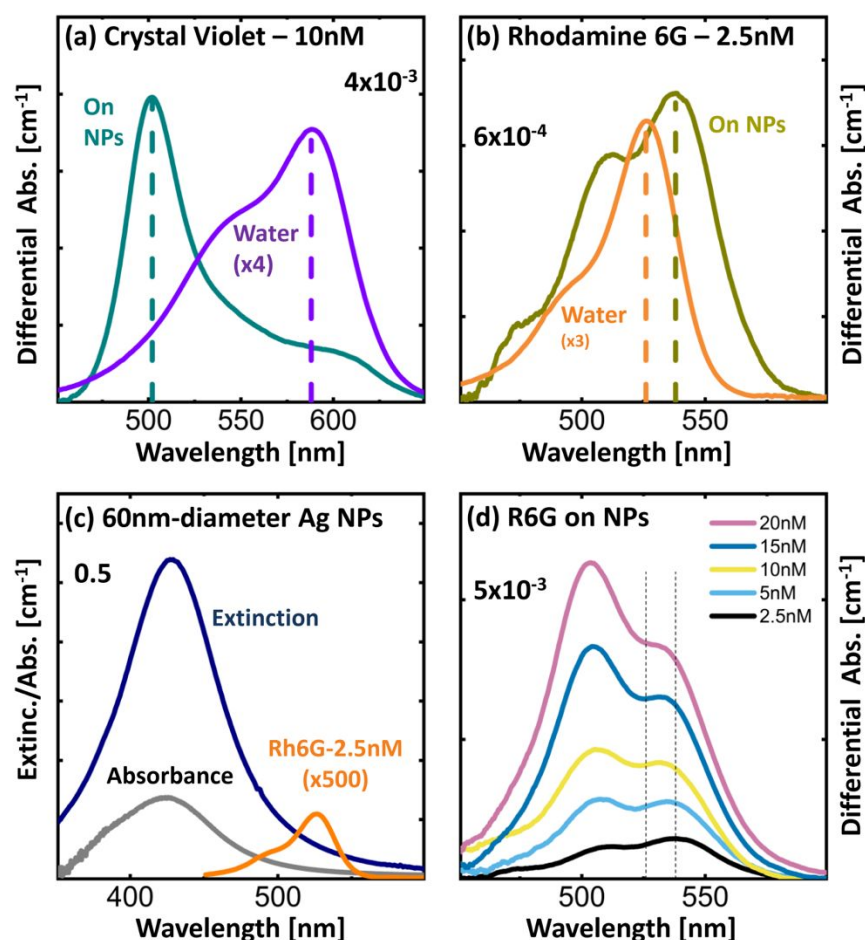 (a) Crystal Violet – 10nM
4x10⁻³
On
NPs
Water
(x4)
500
550
600
Wavelength [nm]
Differential Abs. [cm⁻¹]
(b) Rhodamine 6G – 2.5nM
6x10⁻⁴
On NPs
Water
(x3)
500
550
Wavelength [nm]
Differential Abs. [cm⁻¹]
(c) 60nm-diameter Ag NPs
0.5
Extinction
Absorbance
Rh6G-2.5nM
(x500)
400
500
Wavelength [nm]
Extinc./Abs. [cm⁻¹]
(d) R6G on NPs
5x10⁻³
20nM
15nM
10nM
5nM
2.5nM
500
550
Wavelength [nm]
Differential Abs. [cm⁻¹]